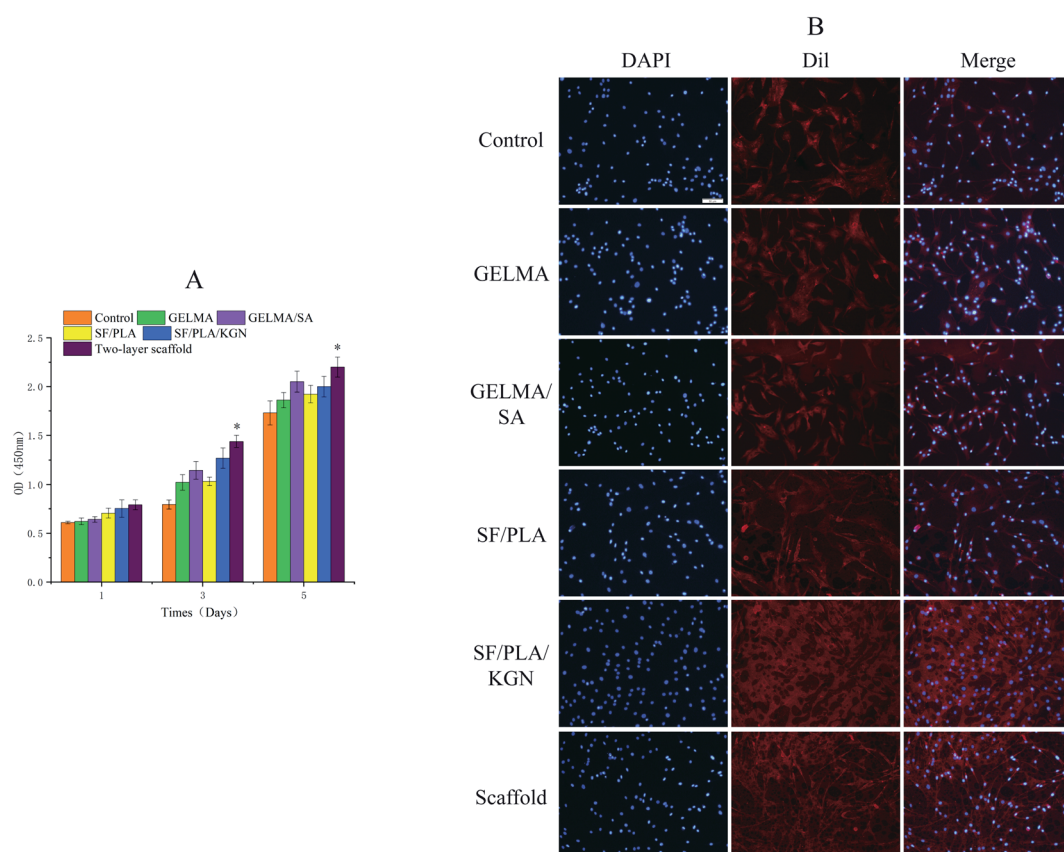 A
Control GELMA GELMA/SA
SF/PLA SF/PLA/KGN
Two-layer scaffold
2.5
2.0
1.5
1.0
0.5
0.0
OD（450nm）
*
*
1 3 5
Times（Days）
B
DAPI Dil Merge
Control
GELMA
GELMA/
SA
SF/PLA
SF/PLA/
KGN
Scaffold